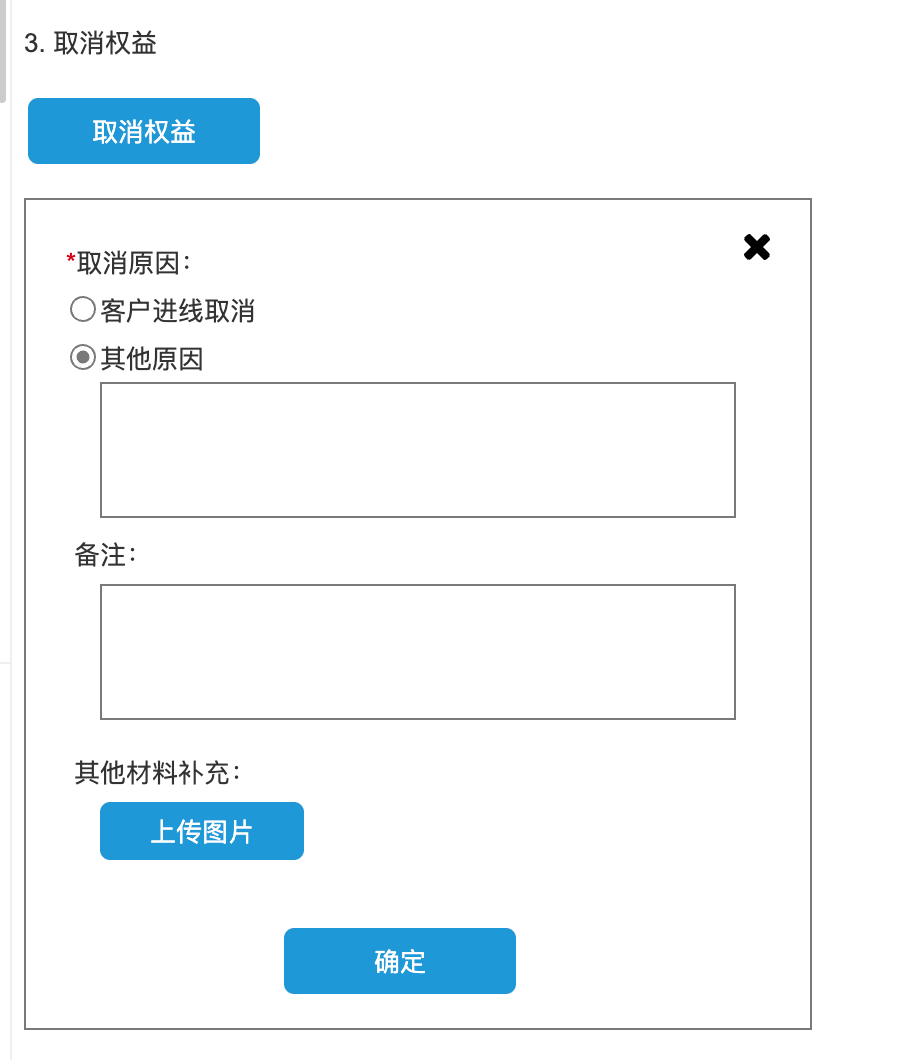 3. 取消权益
取消权益
*取消原因：
客户进线取消
其他原因
备注：
其他材料补充：
上传图片
确定